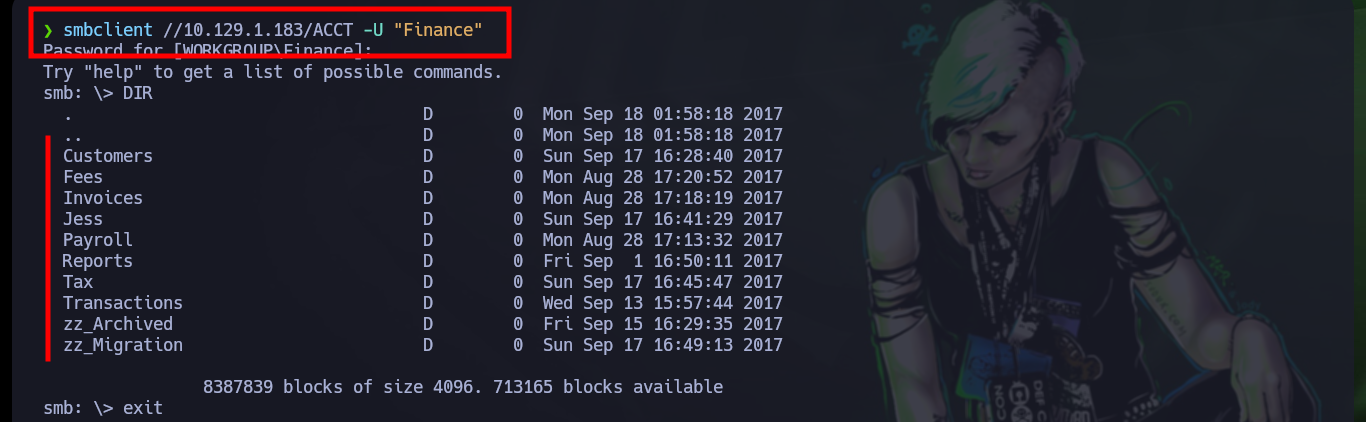 ❯ smbclient //10.129.1.183/ACCT -U "Finance"
Password for [WORKGROUP\Finance]:
Try "help" to get a list of possible commands.
smb: \> DIR
. D 0 Mon Sep 18 01:58:18 2017
.. D 0 Mon Sep 18 01:58:18 2017
Customers D 0 Sun Sep 17 16:28:40 2017
Fees D 0 Mon Aug 28 17:20:52 2017
Invoices D 0 Mon Aug 28 17:18:19 2017
Jess D 0 Sun Sep 17 16:41:29 2017
Payroll D 0 Mon Aug 28 17:13:32 2017
Reports D 0 Fri Sep  1 16:50:11 2017
Tax D 0 Sun Sep 17 16:45:47 2017
Transactions D 0 Wed Sep 13 15:57:44 2017
zz_Archived D 0 Fri Sep 15 16:29:35 2017
zz_Migration D 0 Sun Sep 17 16:49:13 2017
8387839 blocks of size 4096. 713165 blocks available
smb: \> exit